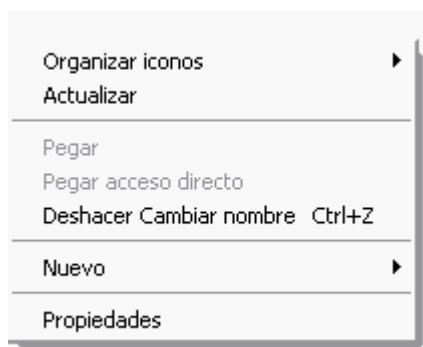 Organizar iconos
Actualizar
Pegar
Pegar acceso directo
Deshacer Cambiar nombre Ctrl+Z
Nuevo
Propiedades